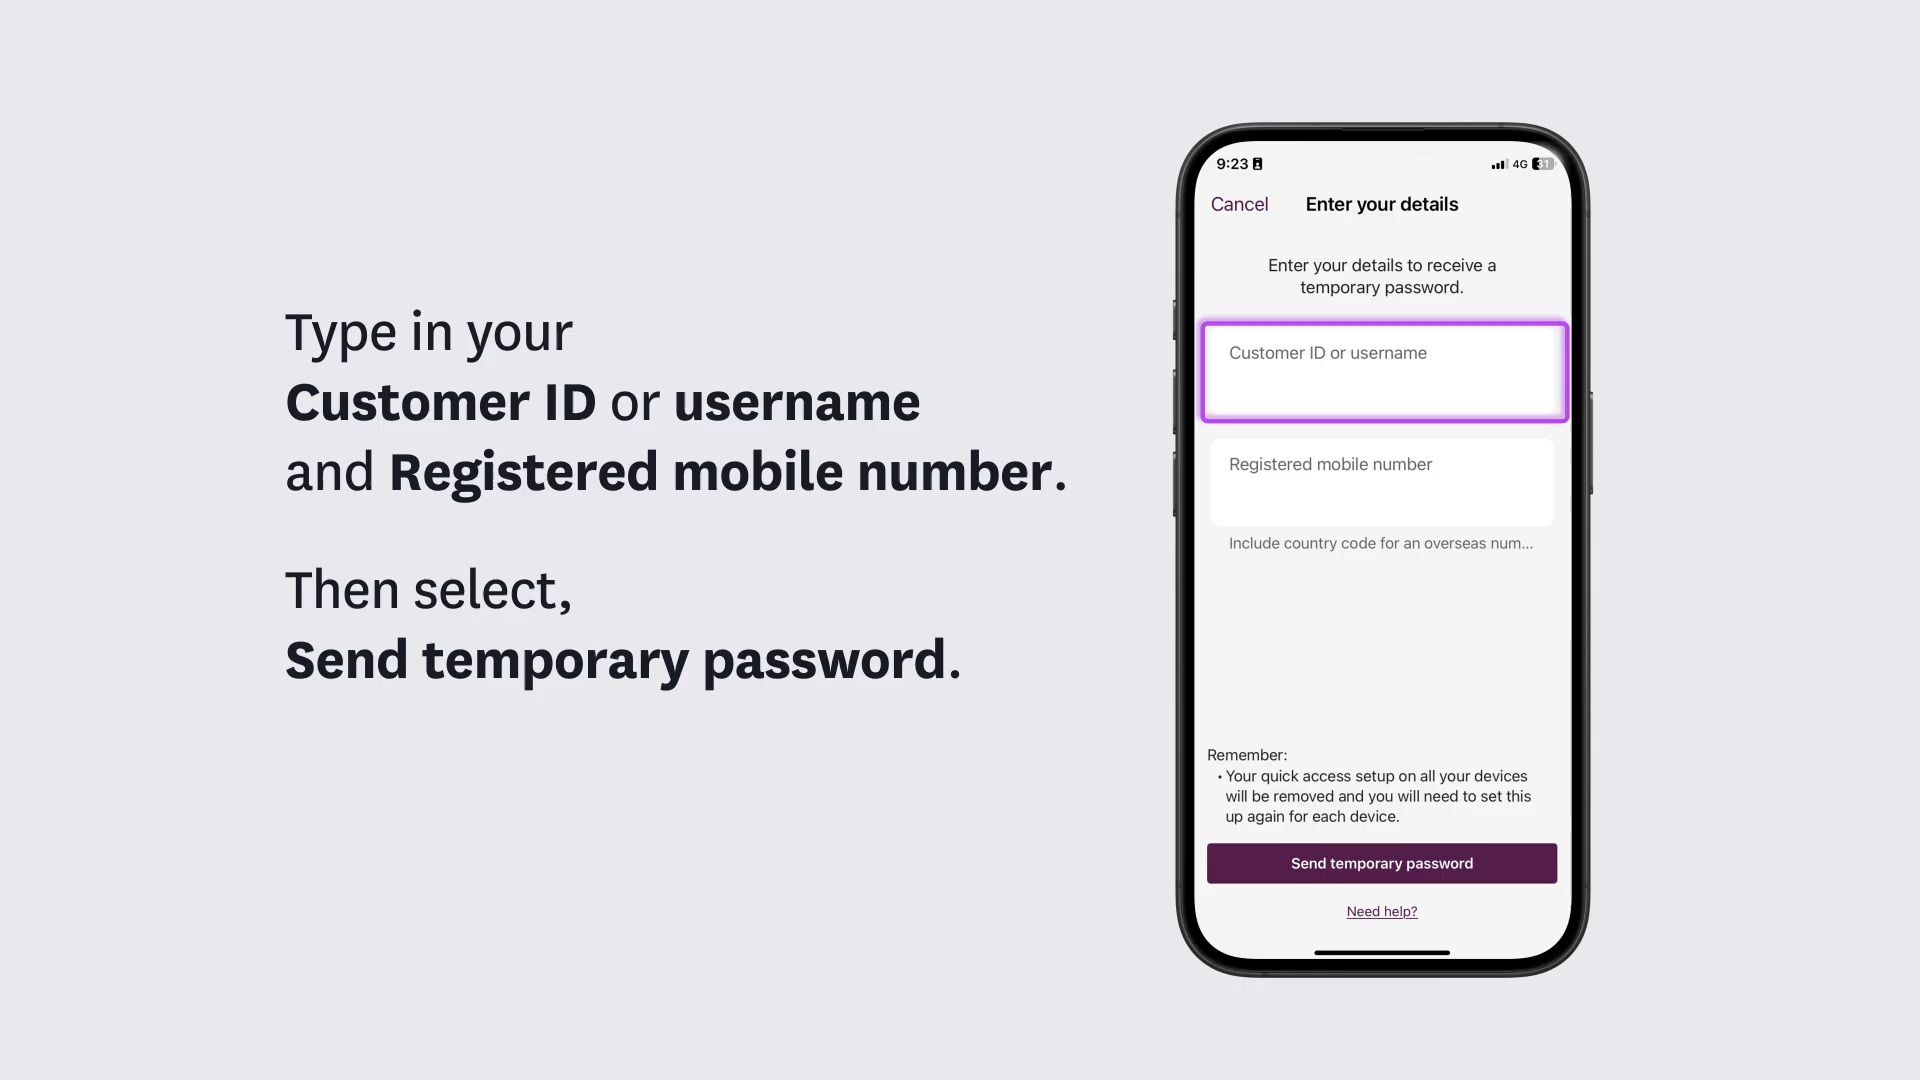 Type in your
Customer ID or username
and Registered mobile number.
Then select,
Send temporary password.
9:23
4G
31
Cancel
Enter your details
Enter your details to receive a
temporary password.
Customer ID or username
Registered mobile number
Include country code for an overseas num...
Remember:
• Your quick access setup on all your devices
will be removed and you will need to set this
up again for each device.
Send temporary password
Need help?